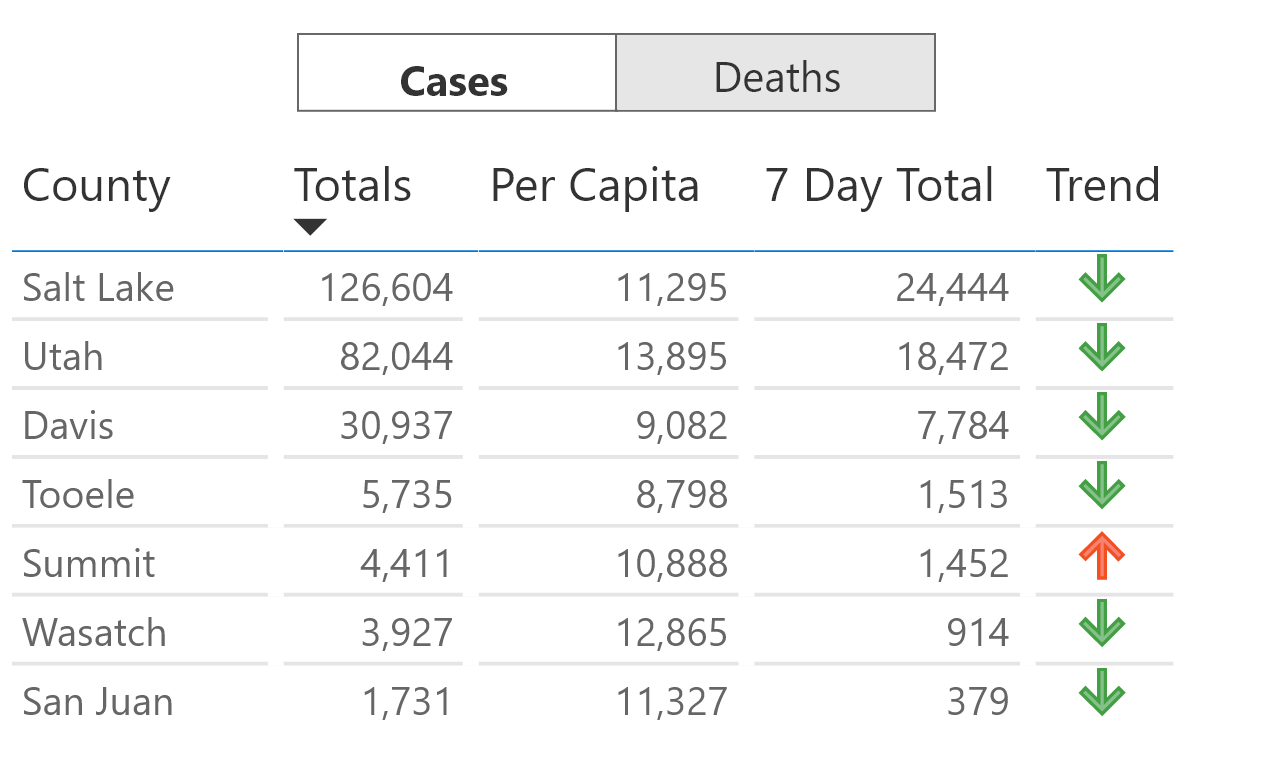 Cases Deaths
County Totals Per Capita 7 Day Total Trend
Salt Lake 126,604 11,295 24,444
Utah 82,044 13,895 18,472
Davis 30,937 9,082 7,784
Tooele 5,735 8,798 1,513
Summit 4,411 10,888 1,452
Wasatch 3,927 12,865 914
San Juan 1,731 11,327 379